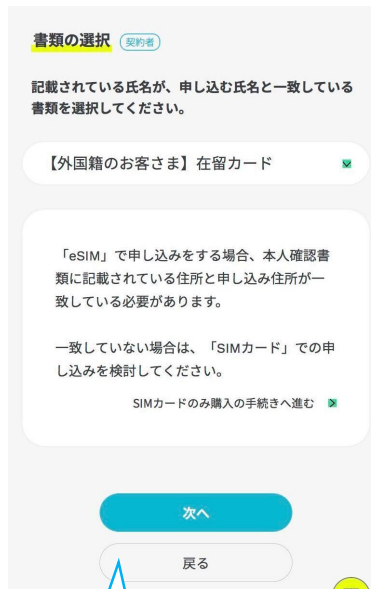 書類の選択 契約者
記載されている氏名が、申し込む氏名と一致している
書類を選択してください。
【外国籍のお客さま】在留カード
「eSIM」で申し込みをする場合、本人確認書
類に記載されている住所と申し込み住所が一
致している必要があります。
一致していない場合は、「SIMカード」での申
し込みを検討してください。
SIMカードのみ購入の手続きへ進む
次へ
戻る